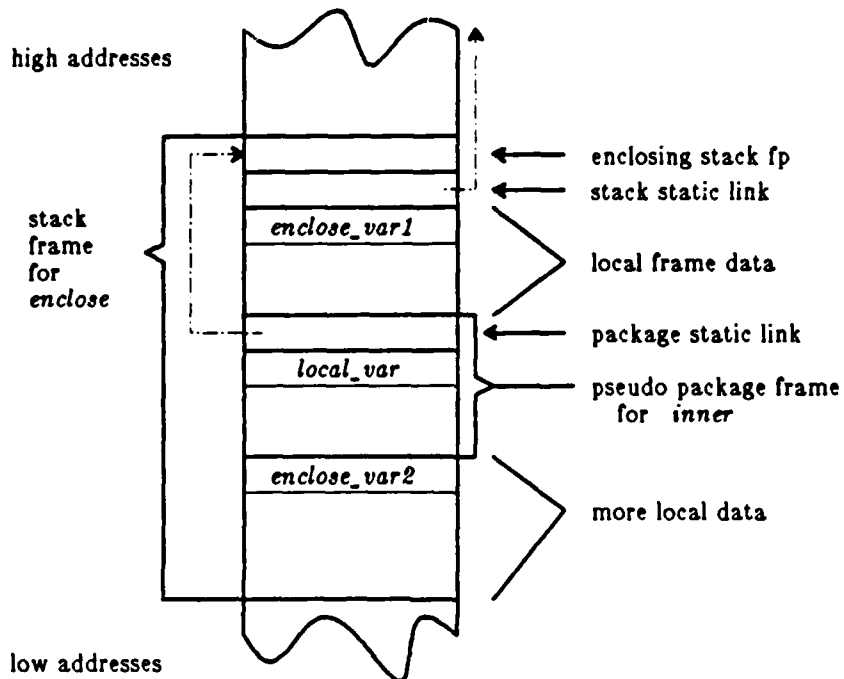 high addresses
enclosing stack fp
stack static link
stack
frame
for
enclose
enclose_var1
local frame data
package static link
local_var
pseudo package frame
for inner
enclose_var2
more local data
low addresses